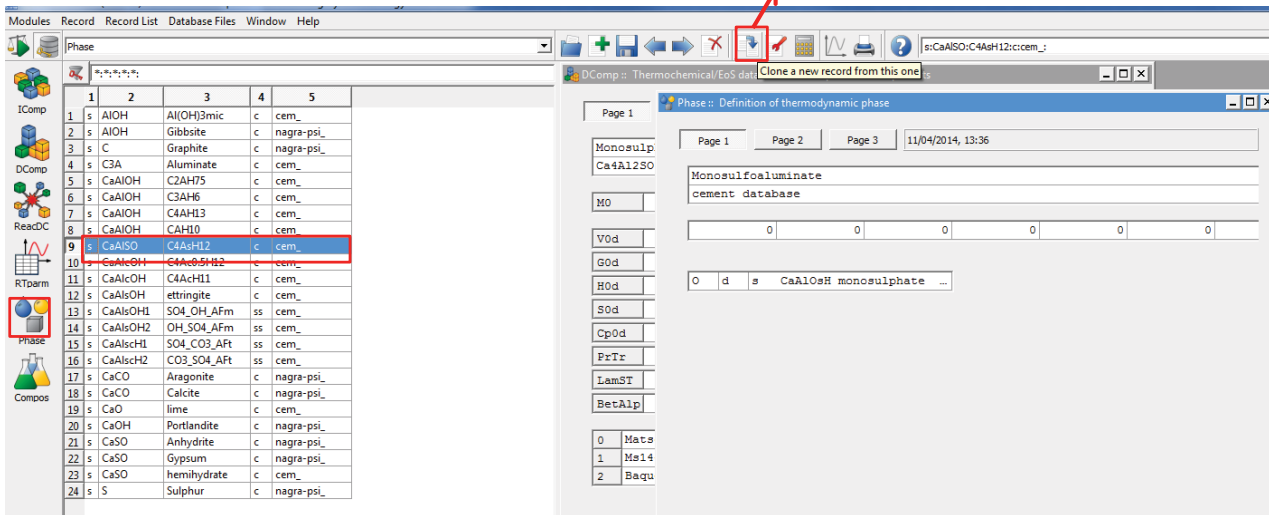 Modules Record Record List Database Files Window Help
Phase
s:CaAlSO:C4AsH12:c:cem_:
Clone a new record from this one
*:*:*:*:*:
IComp
DComp
ReacDC
RTparm
Phase
Compos
1 2 3 4 5
1 s AlOH Al(OH)3mic c cem_
2 s AlOH Gibbsite c nagra-psi_
3 s C Graphite c nagra-psi_
4 s C3A Aluminate c cem_
5 s CaAlOH C2AH75 c cem_
6 s CaAlOH C3AH6 c cem_
7 s CaAlOH C4AH13 c cem_
8 s CaAlOH CAH10 c cem_
9 s CaAlSO C4AsH12 c cem_
10 s CaAlcOH C4Ac0.5H12 c cem_
11 s CaAlcOH C4AcH11 c cem_
12 s CaAlsOH ettringite c cem_
13 s CaAlsOH1 SO4_OH_AFm ss cem_
14 s CaAlsOH2 OH_SO4_AFm ss cem_
15 s CaAlscH1 SO4_CO3_AFt ss cem_
16 s CaAlscH2 CO3_SO4_AFt ss cem_
17 s CaCO Aragonite c nagra-psi_
18 s CaCO Calcite c nagra-psi_
19 s CaO lime c cem_
20 s CaOH Portlandite c nagra-psi_
21 s CaSO Anhydrite c nagra-psi_
22 s CaSO Gypsum c nagra-psi_
23 s CaSO hemihydrate c cem_
24 s S Sulphur c nagra-psi_
DComp :: Thermochemical/EoS dat
Page 1
Monosulp
Ca4Al2SO
M0
V0d
G0d
H0d
S0d
Cp0d
PrTr
LamST
BetAlp
0 Mats
1 Ms14
2 Baqu
Phase :: Definition of thermodynamic phase
Page 1 Page 2 Page 3 11/04/2014, 13:36
Monosulfoaluminate
cement database
0 0 0 0 0 0
0 d s CaAlOsH monosulphate ...